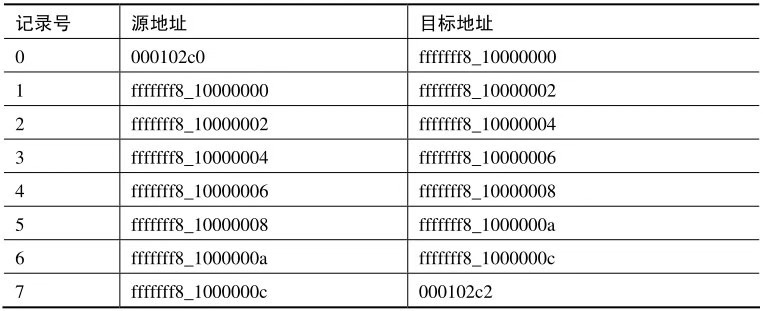 记录号 源地址 目标地址
0 000102c0 fffffff8_10000000
1 fffffff8_10000000 fffffff8_10000002
2 fffffff8_10000002 fffffff8_10000004
3 fffffff8_10000004 fffffff8_10000006
4 fffffff8_10000006 fffffff8_10000008
5 fffffff8_10000008 fffffff8_1000000a
6 fffffff8_1000000a fffffff8_1000000c
7 fffffff8_1000000c 000102c2